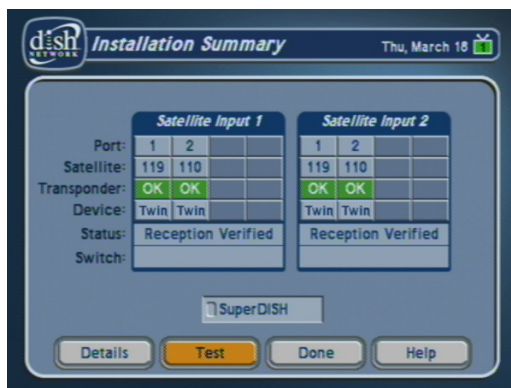 dish
NETWORK
Installation Summary
Thu, March 18
1
Satellite Input 1
Satellite Input 2
Port: 1 2 1 2
Satellite: 119 110 119 110
Transponder: OK OK OK OK
Device: Twin Twin Twin Twin
Status: Reception Verified Reception Verified
Switch:
SuperDISH
Details Test Done Help